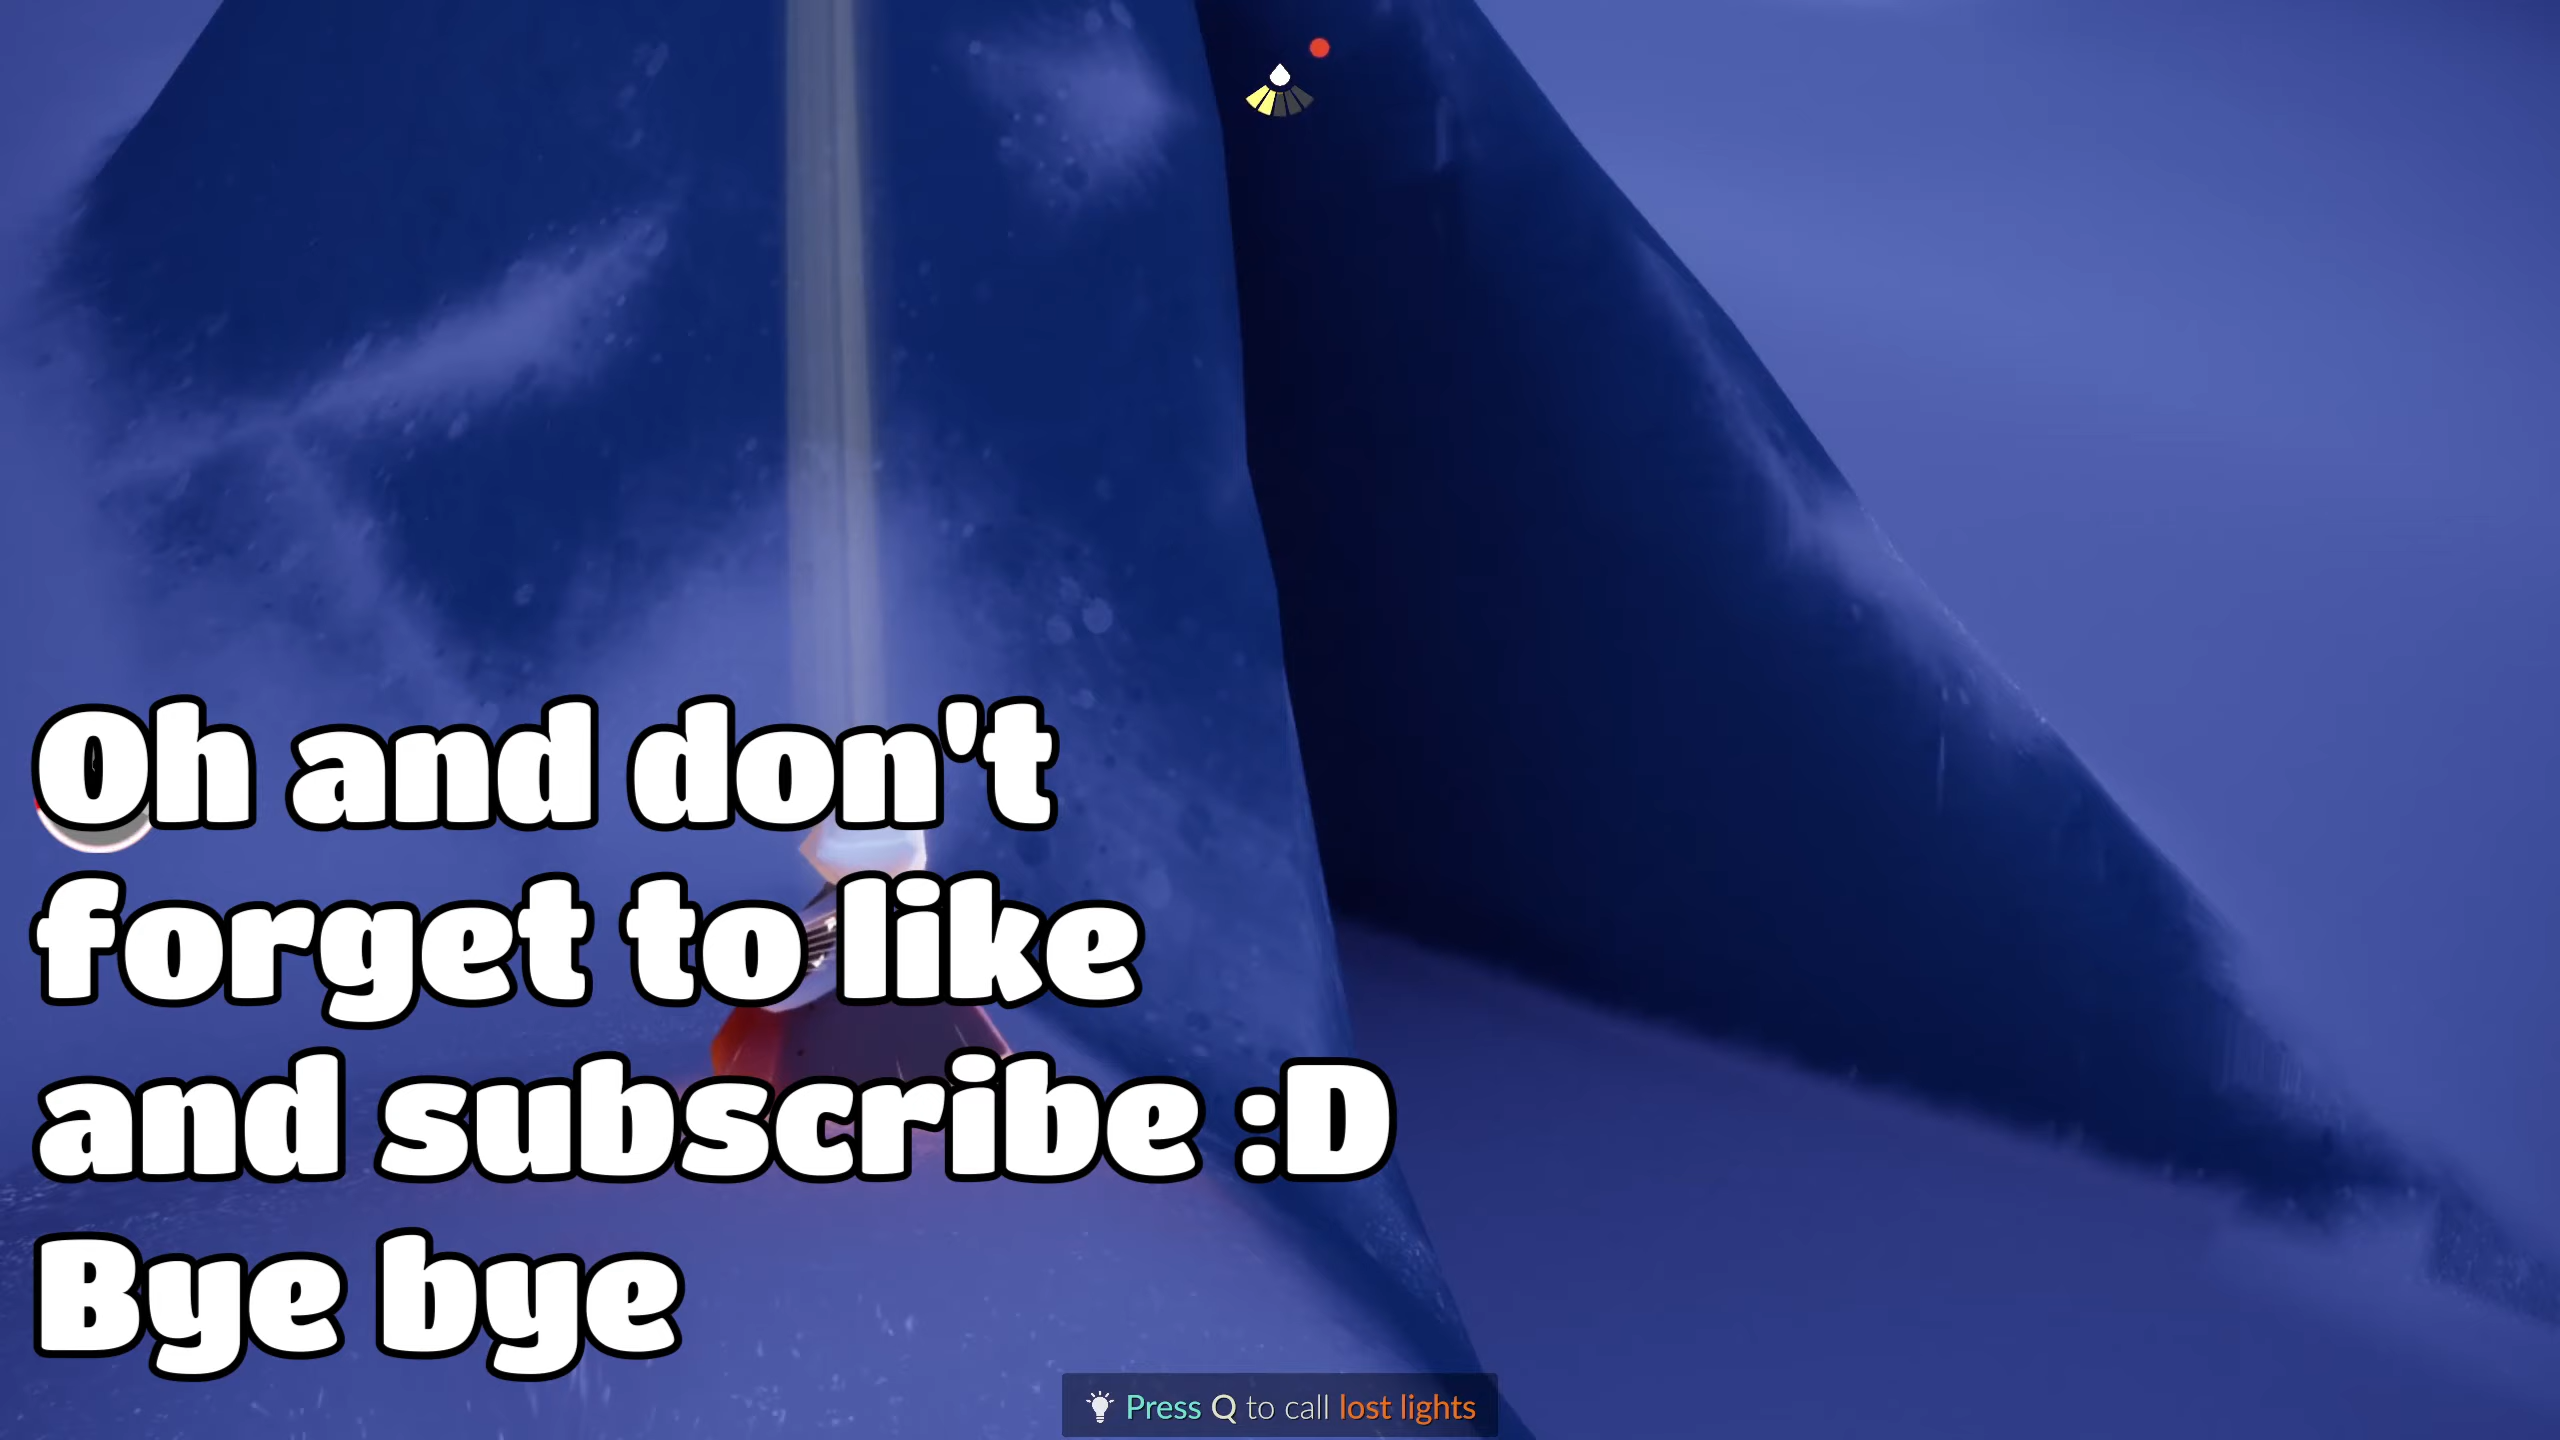 Oh and don't
forget to like
and subscribe :D
Bye bye
Press Q to call lost lights